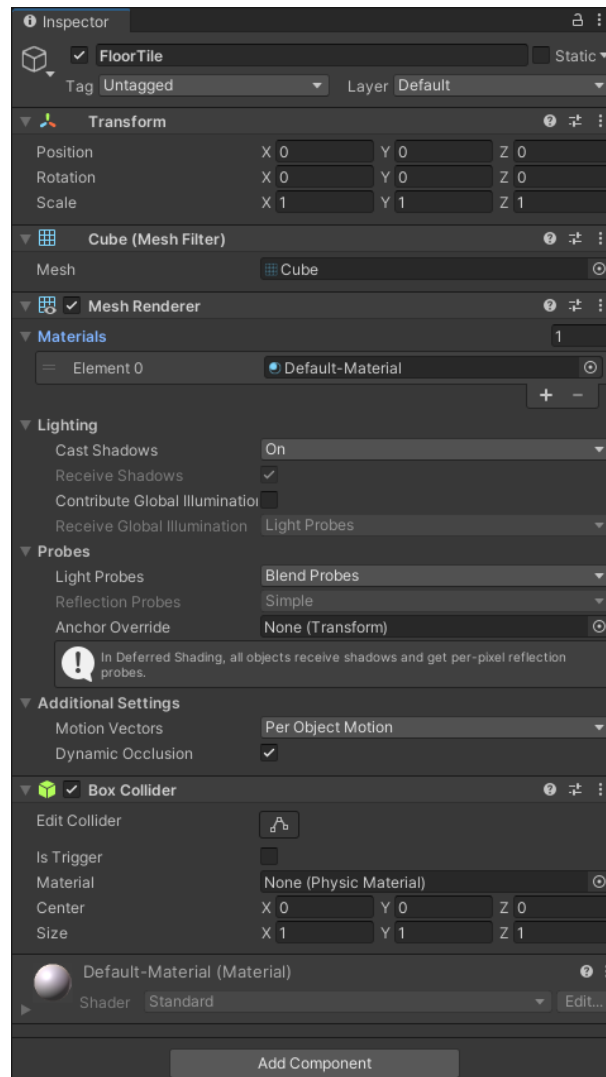 Inspector
FloorTile Static
Tag Untagged Layer Default
Transform
Position X 0 Y 0 Z 0
Rotation X 0 Y 0 Z 0
Scale X 1 Y 1 Z 1
Cube (Mesh Filter)
Mesh Cube
Mesh Renderer
Materials 1
Element 0 Default-Material
+ −
Lighting
Cast Shadows On
Receive Shadows
Contribute Global Illumination
Receive Global Illumination Light Probes
Probes
Light Probes Blend Probes
Reflection Probes Simple
Anchor Override None (Transform)
In Deferred Shading, all objects receive shadows and get per-pixel reflection
probes.
Additional Settings
Motion Vectors Per Object Motion
Dynamic Occlusion
Box Collider
Edit Collider
Is Trigger
Material None (Physic Material)
Center X 0 Y 0 Z 0
Size X 1 Y 1 Z 1
Default-Material (Material)
Shader Standard Edit...
Add Component